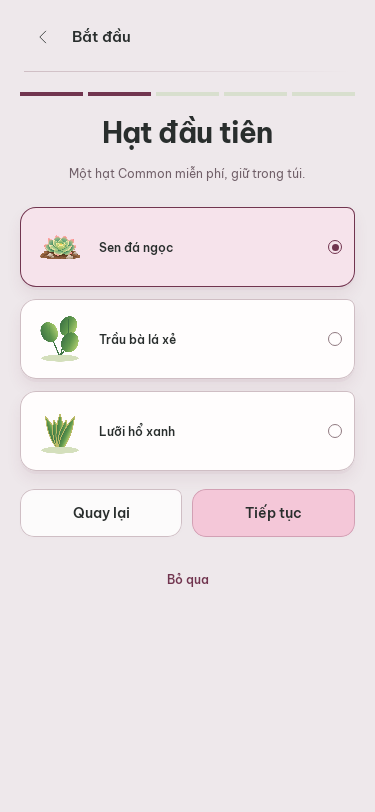 Bắt đầu
Hạt đầu tiên
Một hạt Common miễn phí, giữ trong túi.
Sen đá ngọc
Trầu bà lá xẻ
Lưỡi hổ xanh
Quay lại
Tiếp tục
Bỏ qua